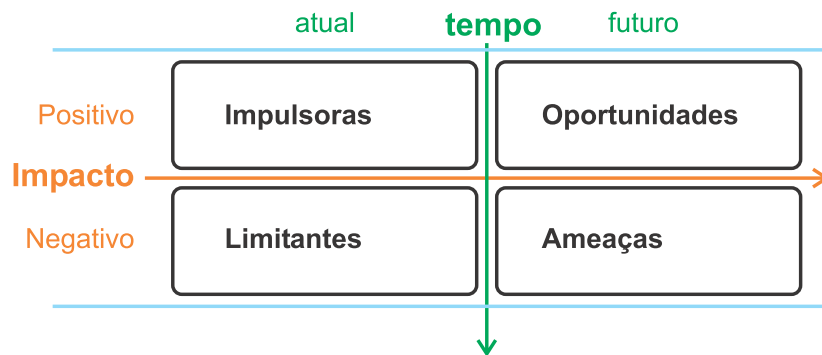 atual tempo futuro
Positivo Impulsoras Oportunidades
Impacto
Negativo Limitantes Ameaças